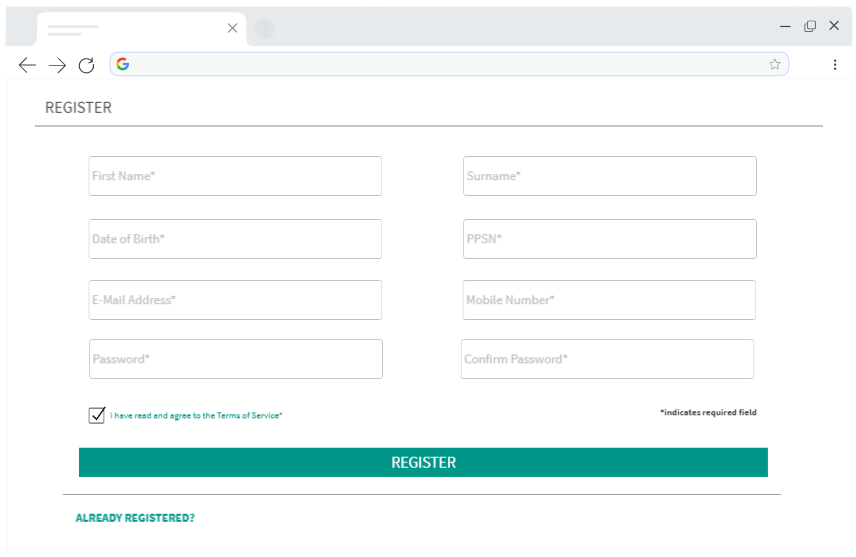 REGISTER
First Name*
Surname*
Date of Birth*
PPSN*
E-Mail Address*
Mobile Number*
Password*
Confirm Password*
I have read and agree to the Terms of Service*
*indicates required field
REGISTER
ALREADY REGISTERED?